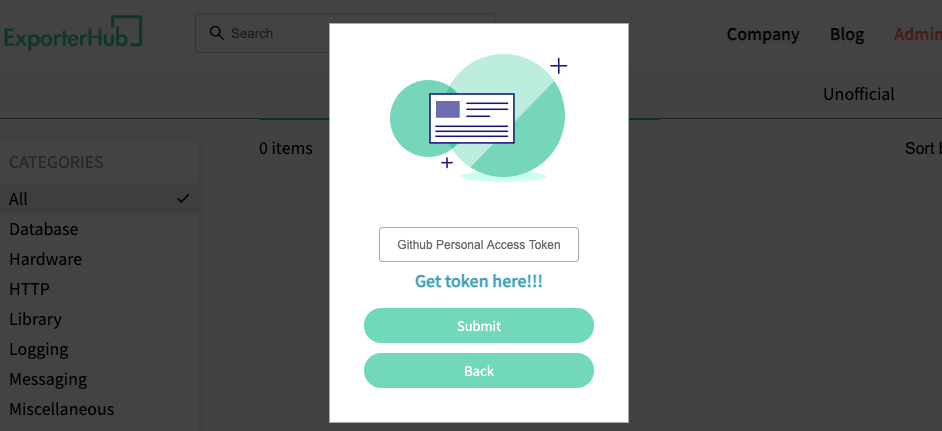 ExporterHub
Search
Company
Blog
Admin
Unofficial
0 items
Sort b
CATEGORIES
All
Database
Hardware
HTTP
Library
Logging
Messaging
Miscellaneous
Github Personal Access Token
Get token here!!!
Submit
Back